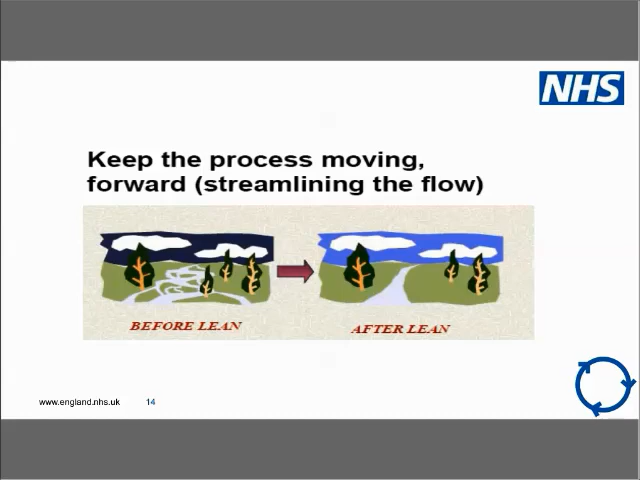 NHS
Keep the process moving,
forward (streamlining the flow)
BEFORE LEAN
AFTER LEAN
www.england.nhs.uk 14